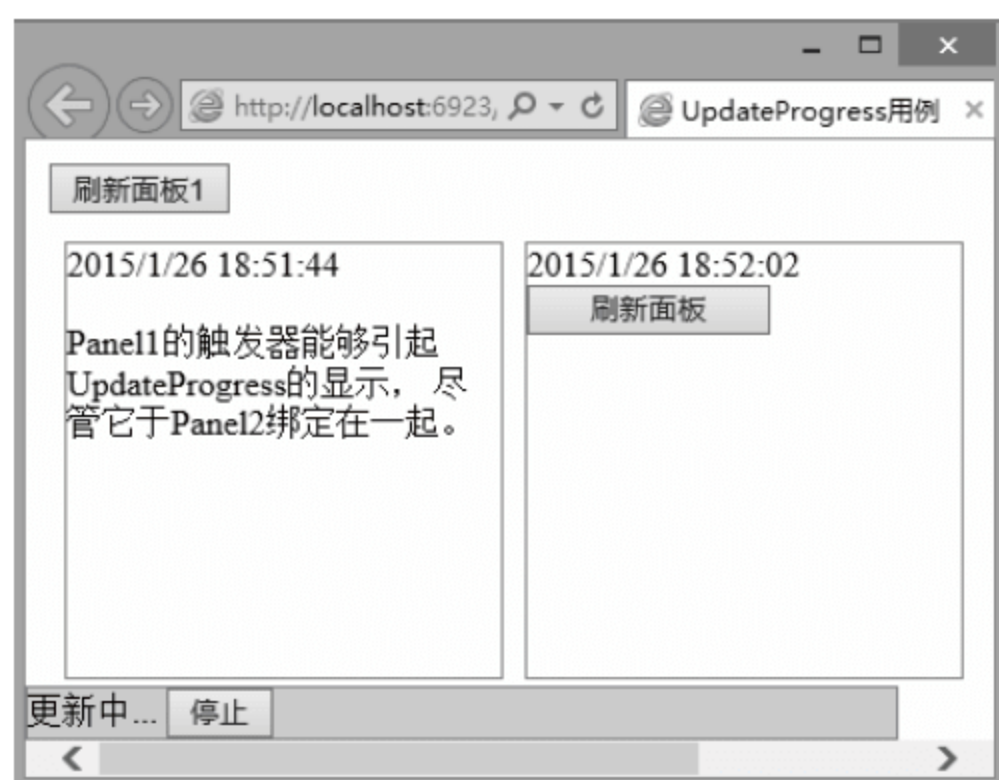 http://localhost:6923,
UpdateProgress用例
刷新面板1
2015/1/26 18:51:44
Panel1的触发器能够引起
UpdateProgress的显示， 尽
管它于Panel2绑定在一起。
2015/1/26 18:52:02
刷新面板
更新中... 停止